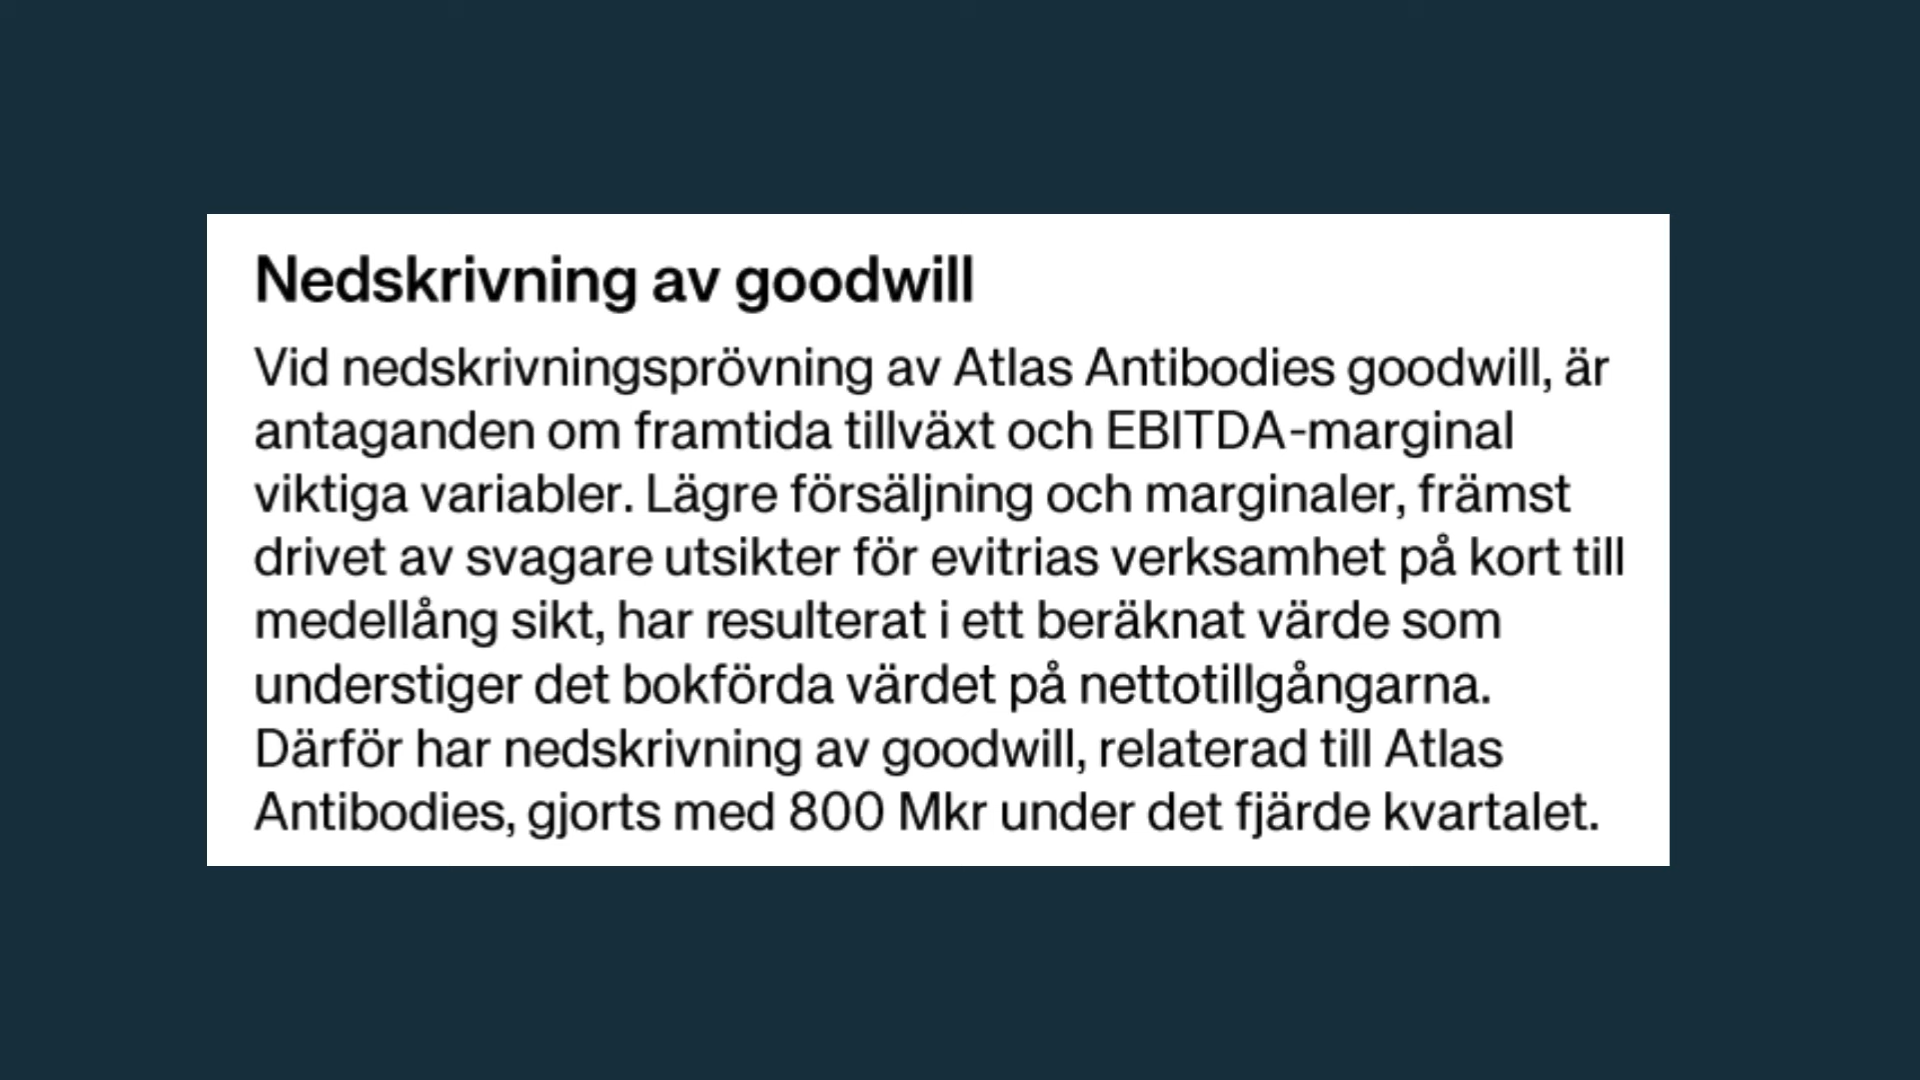 Nedskrivning av goodwill
Vid nedskrivningsprövning av Atlas Antibodies goodwill, är
antaganden om framtida tillväxt och EBITDA-marginal
viktiga variabler. Lägre försäljning och marginaler, främst
drivet av svagare utsikter för evitrias verksamhet på kort till
medellång sikt, har resulterat i ett beräknat värde som
understiger det bokförda värdet på nettotillgångarna.
Därför har nedskrivning av goodwill, relaterad till Atlas
Antibodies, gjorts med 800 Mkr under det fjärde kvartalet.